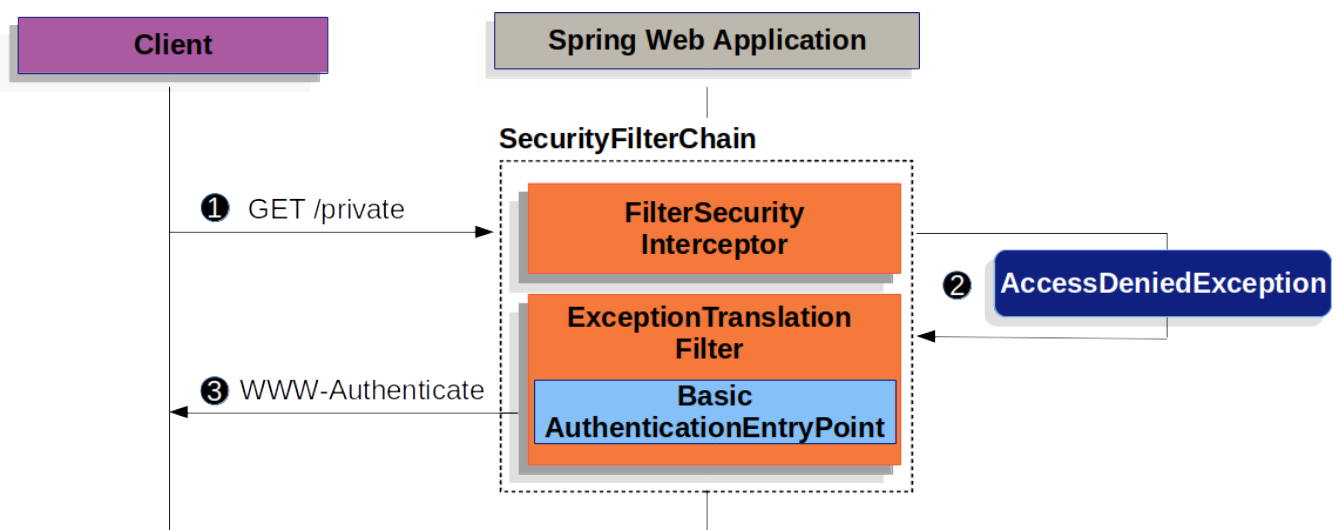 Client
Spring Web Application
SecurityFilterChain
❶ GET /private
FilterSecurity
Interceptor
❷ AccessDeniedException
ExceptionTranslation
Filter
❸ WWW-Authenticate
Basic
AuthenticationEntryPoint